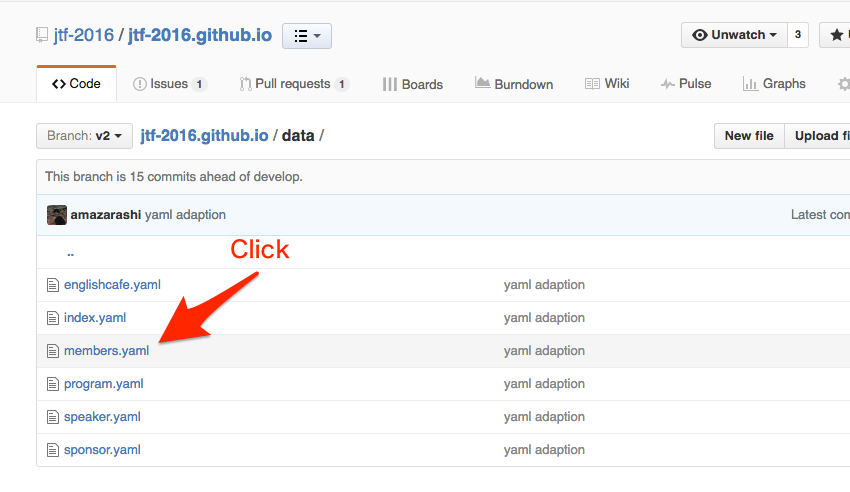 jtf-2016 / jtf-2016.github.io Unwatch 3
Code Issues 1 Pull requests 1 Boards Burndown Wiki Pulse Graphs
Branch: v2 jtf-2016.github.io / data / New file Upload fi
This branch is 15 commits ahead of develop.
amazarashi yaml adaption Latest com
..
Click
englishcafe.yaml yaml adaption
index.yaml yaml adaption
members.yaml yaml adaption
program.yaml yaml adaption
speaker.yaml yaml adaption
sponsor.yaml yaml adaption